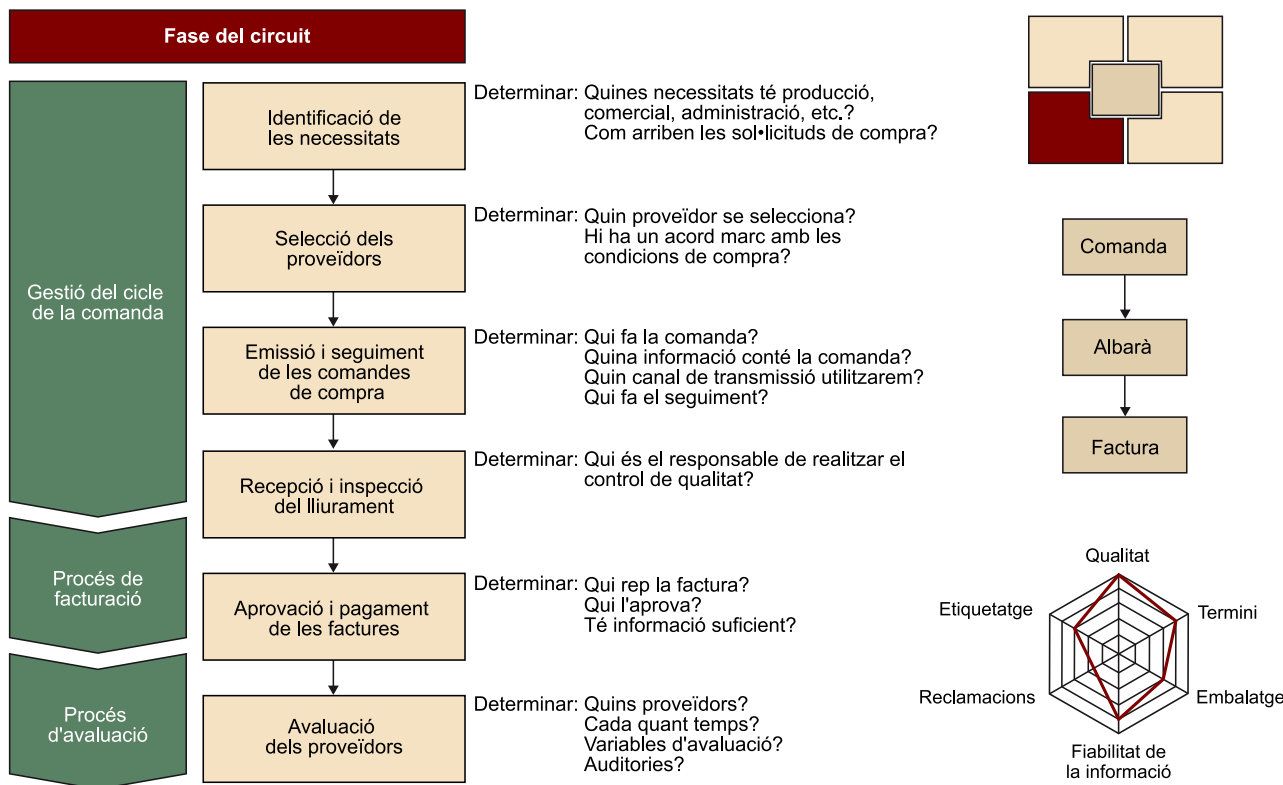 Fase del circuit
Gestió del cicle
de la comanda
Procés de
facturació
Procés
d'avaluació
Identificació de
les necessitats
Determinar: Quines necessitats té producció,
comercial, administració, etc.?
Com arriben les sol•licituds de compra?
Selecció dels
proveïdors
Determinar: Quin proveïdor se selecciona?
Hi ha un acord marc amb les
condicions de compra?
Emissió i seguiment
de les comandes
de compra
Determinar: Qui fa la comanda?
Quina informació conté la comanda?
Quin canal de transmissió utilitzarem?
Qui fa el seguiment?
Recepció i inspecció
del lliurament
Determinar: Qui és el responsable de realitzar el
control de qualitat?
Aprovació i pagament
de les factures
Determinar: Qui rep la factura?
Qui l'aprova?
Té informació suficient?
Avaluació
dels proveïdors
Determinar: Quins proveïdors?
Cada quant temps?
Variables d'avaluació?
Auditories?
Comanda
Albarà
Factura
Qualitat
Etiquetatge
Termini
Reclamacions
Embalatge
Fiabilitat de
la informació